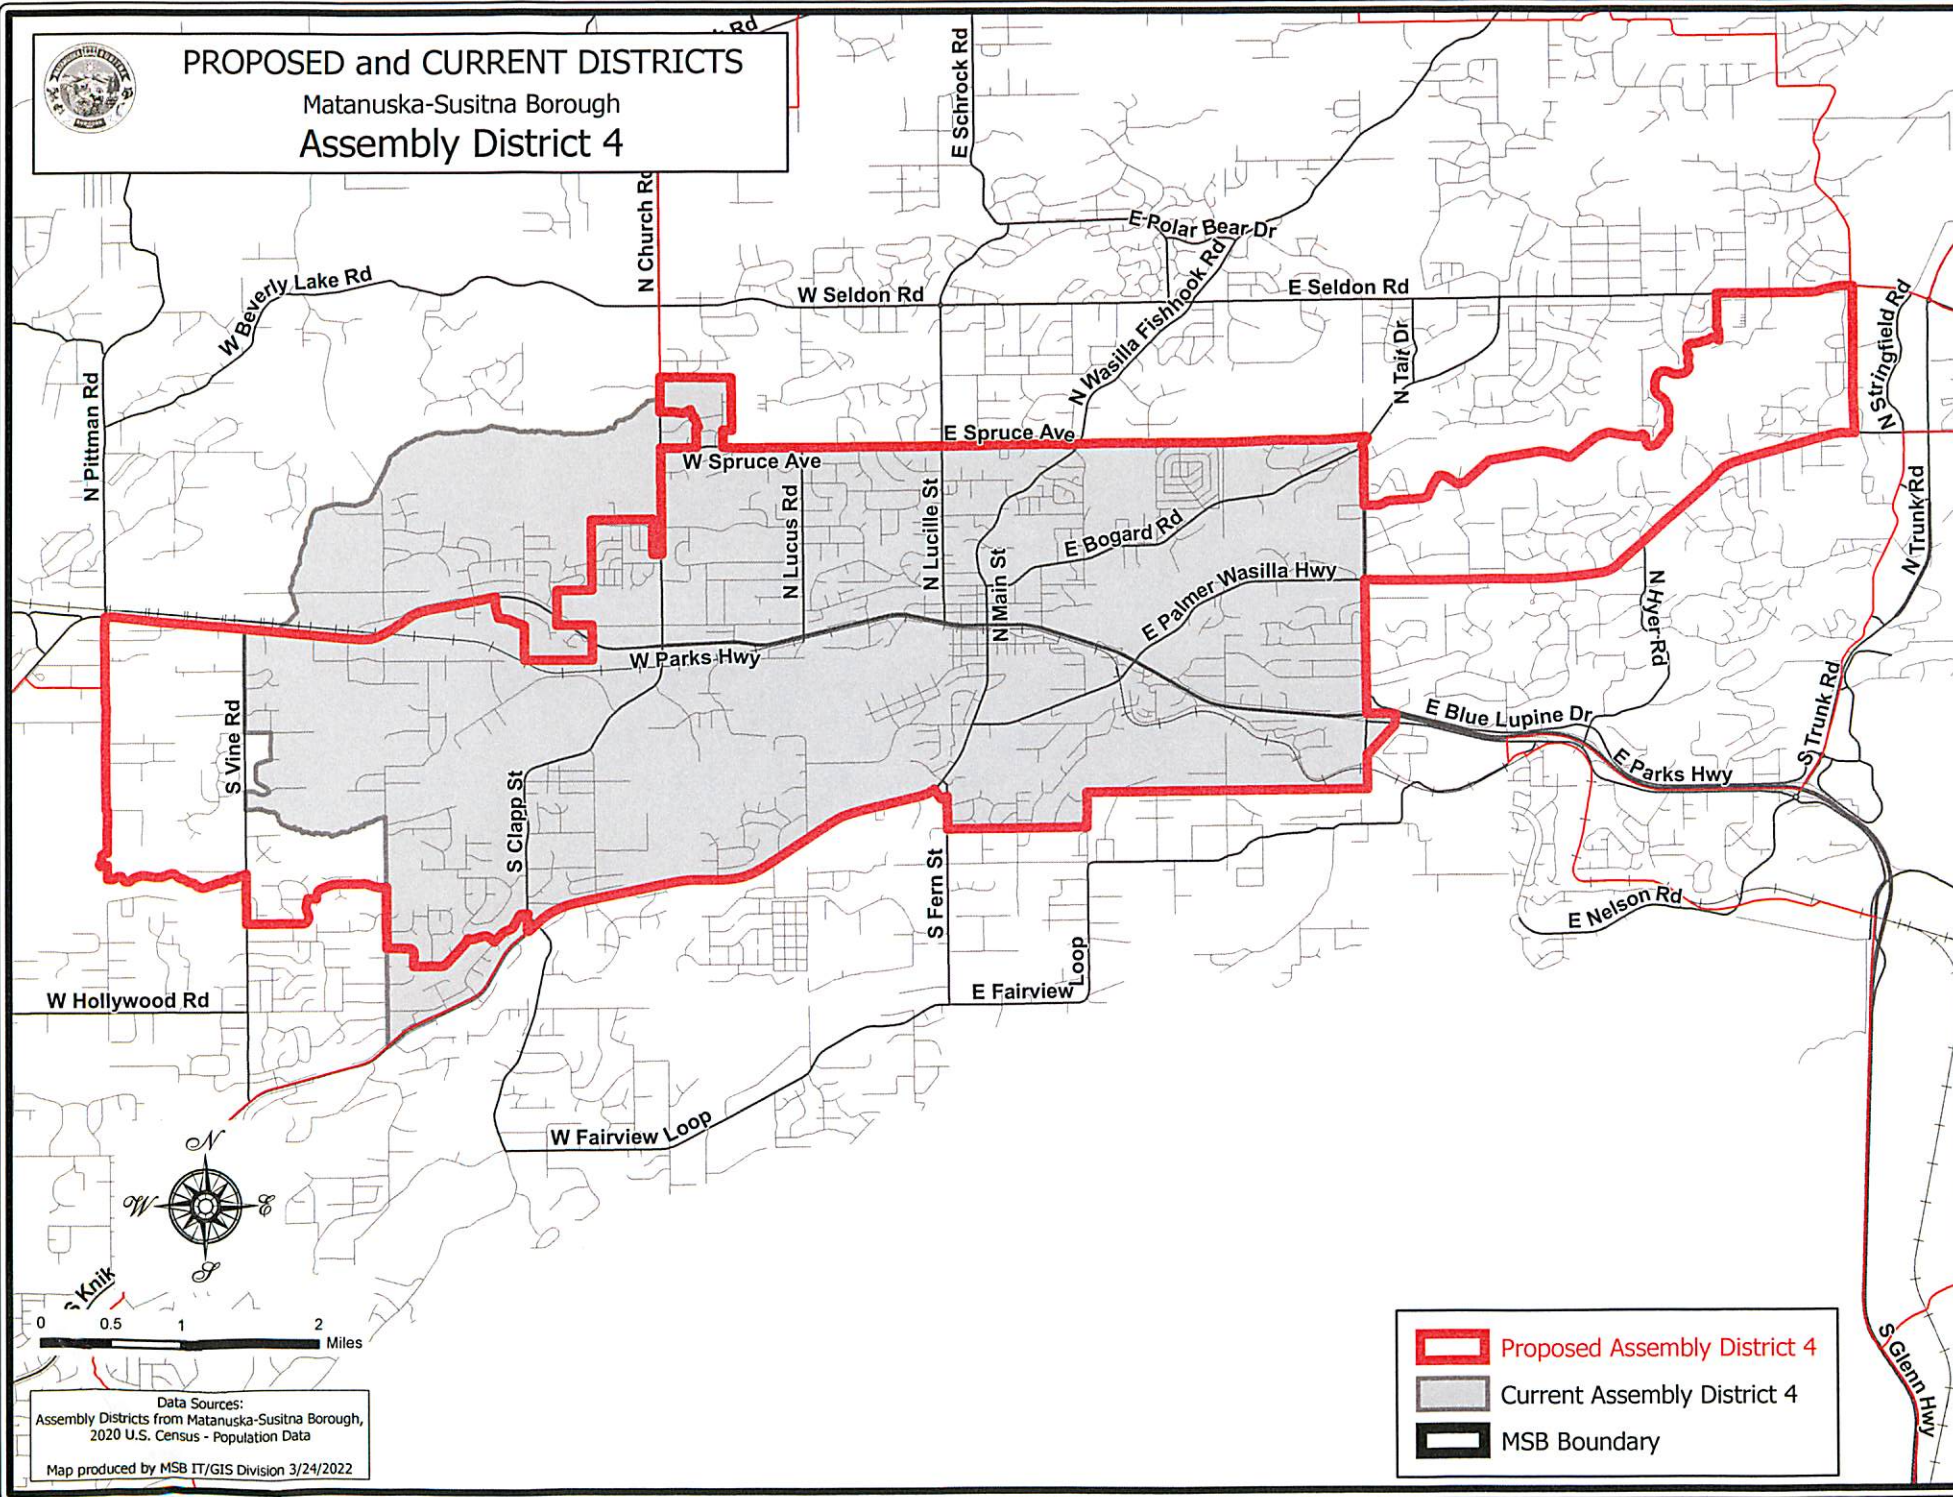 PROPOSED and CURRENT DISTRICTS
Matanuska-Susitna Borough
Assembly District 4
Rd
E Schrock Rd
N Church Rd
E Polar Bear Dr
W Beverly Lake Rd
W Seldon Rd
E Seldon Rd
N Wasilla Fishhook Rd
N Tait Dr
N Stringfield Rd
N Pittman Rd
E Spruce Ave
W Spruce Ave
N Lucus Rd
N Lucille St
N Main St
E Bogard Rd
E Palmer Wasilla Hwy
N Trunk Rd
N Hyer Rd
W Parks Hwy
S Vine Rd
S Clapp St
E Blue Lupine Dr
E Parks Hwy
S Trunk Rd
S Fern St
E Nelson Rd
W Hollywood Rd
E Fairview Loop
W Fairview Loop
N
W
E
S
S Knik
0 0.5 1 2
Miles
Data Sources:
Assembly Districts from Matanuska-Susitna Borough,
2020 U.S. Census - Population Data
Map produced by MSB IT/GIS Division 3/24/2022
Proposed Assembly District 4
Current Assembly District 4
MSB Boundary
S Glenn Hwy